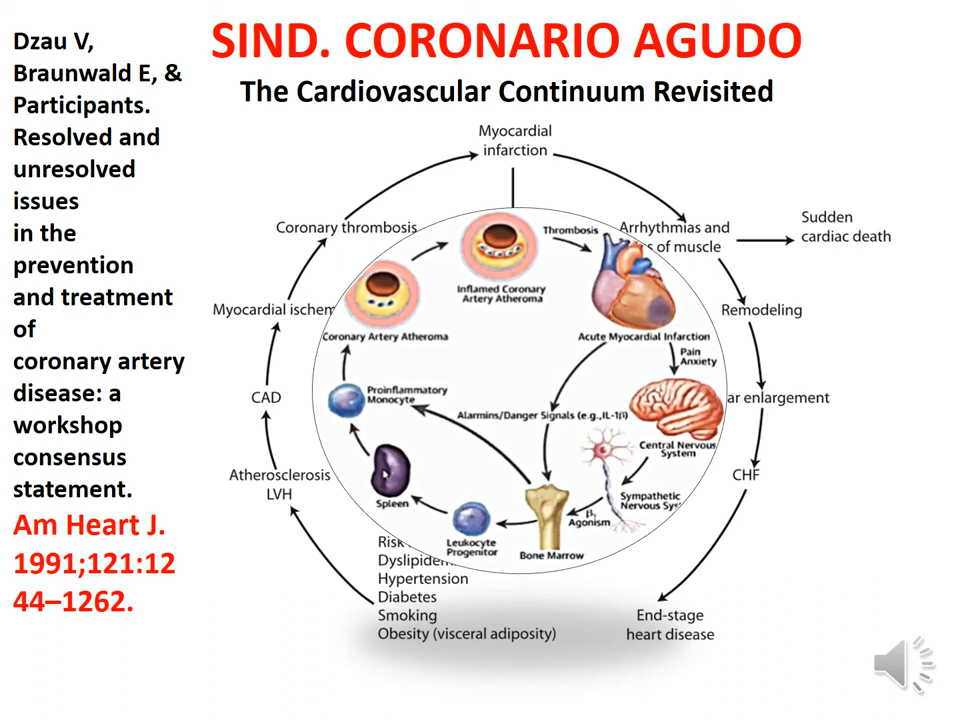 Dzau V,
Braunwald E, &
Participants.
Resolved and
unresolved
issues
in the
prevention
and treatment
of
coronary artery
disease: a
workshop
consensus
statement.
Am Heart J.
1991;121:12
44–1262.
SIND. CORONARIO AGUDO
The Cardiovascular Continuum Revisited
Myocardial
infarction
Coronary thrombosis
Arrhythmias and
of muscle
Sudden
cardiac death
Thrombosis
Inflamed Coronary
Artery Atheroma
Myocardial
Remodeling
Coronary Artery Atheroma
Acute Myocardial Infarction
Pain
Anxiety
CAD
Proinflammatory
Monocyte
enlargement
Alarmins/Danger Signals (e.g.,IL-1β)
Central Nervous
System
Atherosclerosis
LVH
CHF
Spleen
Sympathetic
Nervous
β3
Agonism
Leukocyte
Progenitor
Bone Marrow
Risk
Hypertension
Diabetes
Smoking
Obesity (visceral adiposity)
End-stage
heart disease